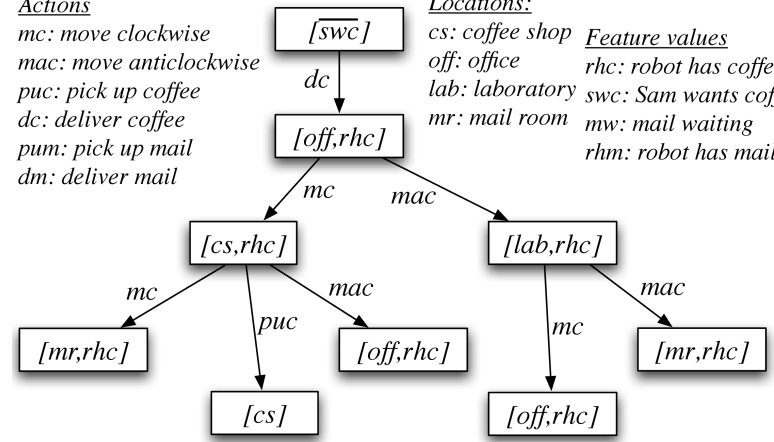 Actions
mc: move clockwise
mac: move anticlockwise
puc: pick up coffee
dc: deliver coffee
pum: pick up mail
dm: deliver mail
Locations:
cs: coffee shop
off: office
lab: laboratory
mr: mail room
Feature values
rhc: robot has coffe
swc: Sam wants cof
mw: mail waiting
rhm: robot has mail
[s̅w̅c̅]
dc
[off,rhc]
mc
mac
[cs,rhc]
[lab,rhc]
mc
puc
mac
mc
mac
[mr,rhc]
[off,rhc]
[mr,rhc]
[cs]
[off,rhc]